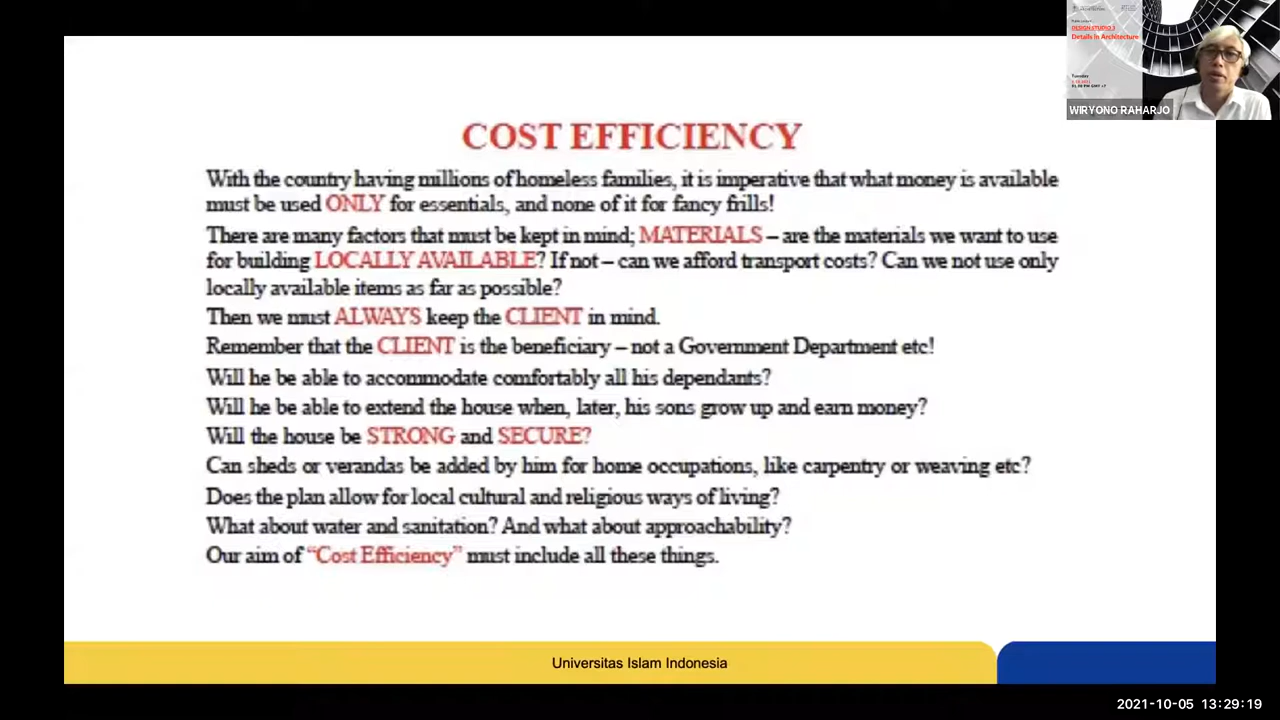 DESIGN STUDIO 3
Details in Architecture
Tuesday
WIRYONO RAHARJO
COST EFFICIENCY
With the country having millions of homeless families, it is imperative that what money is available
must be used ONLY for essentials, and none of it for fancy frills!
There are many factors that must be kept in mind; MATERIALS – are the materials we want to use
for building LOCALLY AVAILABLE? If not – can we afford transport costs? Can we not use only
locally available items as far as possible?
Then we must ALWAYS keep the CLIENT in mind.
Remember that the CLIENT is the beneficiary – not a Government Department etc!
Will he be able to accommodate comfortably all his dependants?
Will he be able to extend the house when, later, his sons grow up and earn money?
Will the house be STRONG and SECURE?
Can sheds or verandas be added by him for home occupations, like carpentry or weaving etc?
Does the plan allow for local cultural and religious ways of living?
What about water and sanitation? And what about approachability?
Our aim of “Cost Efficiency” must include all these things.
Universitas Islam Indonesia
2021-10-05 13:29:19